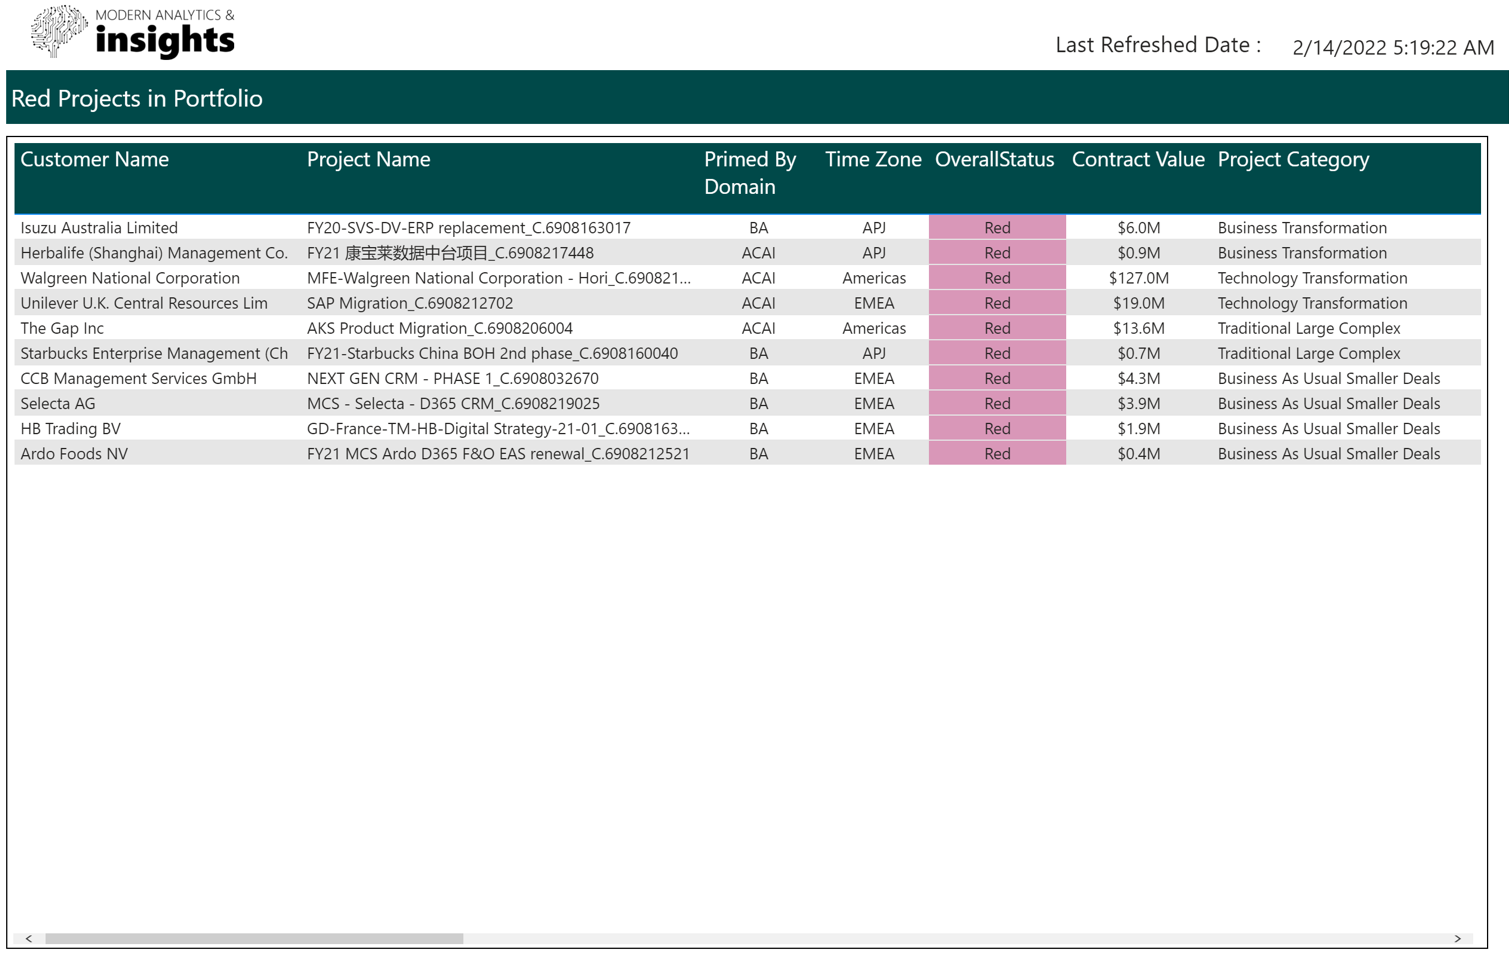 MODERN ANALYTICS &
insights
Last Refreshed Date : 2/14/2022 5:19:22 AM
Red Projects in Portfolio
Customer Name Project Name Primed By Domain Time Zone OverallStatus Contract Value Project Category
Isuzu Australia Limited FY20-SVS-DV-ERP replacement_C.6908163017 BA APJ Red $6.0M Business Transformation
Herbalife (Shanghai) Management Co. FY21 康宝莱数据中台项目_C.6908217448 ACAI APJ Red $0.9M Business Transformation
Walgreen National Corporation MFE-Walgreen National Corporation - Hori_C.690821... ACAI Americas Red $127.0M Technology Transformation
Unilever U.K. Central Resources Lim SAP Migration_C.6908212702 ACAI EMEA Red $19.0M Technology Transformation
The Gap Inc AKS Product Migration_C.6908206004 ACAI Americas Red $13.6M Traditional Large Complex
Starbucks Enterprise Management (Ch FY21-Starbucks China BOH 2nd phase_C.6908160040 BA APJ Red $0.7M Traditional Large Complex
CCB Management Services GmbH NEXT GEN CRM - PHASE 1_C.6908032670 BA EMEA Red $4.3M Business As Usual Smaller Deals
Selecta AG MCS - Selecta - D365 CRM_C.6908219025 BA EMEA Red $3.9M Business As Usual Smaller Deals
HB Trading BV GD-France-TM-HB-Digital Strategy-21-01_C.6908163... BA EMEA Red $1.9M Business As Usual Smaller Deals
Ardo Foods NV FY21 MCS Ardo D365 F&O EAS renewal_C.6908212521 BA EMEA Red $0.4M Business As Usual Smaller Deals